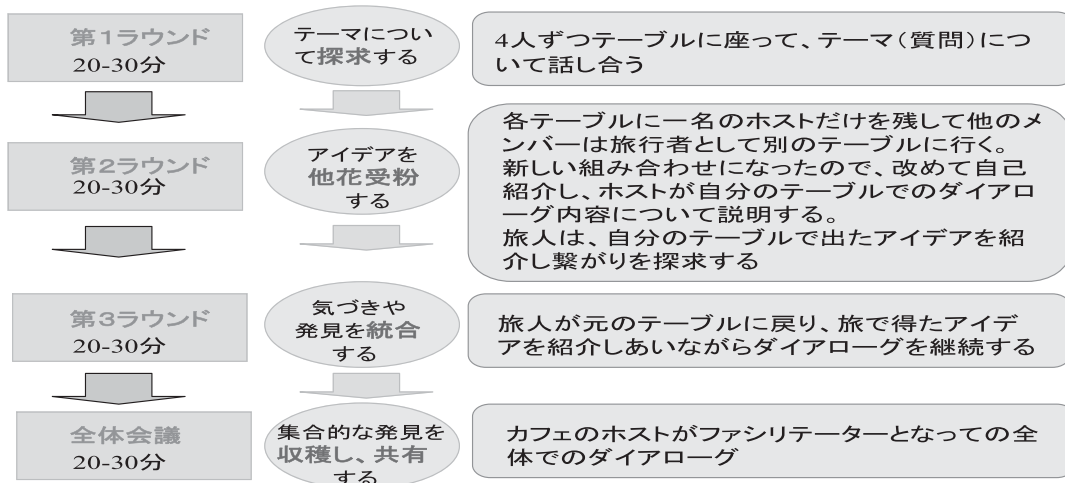 第1ラウンド
20-30分
テーマについ
て探求する
4人ずつテーブルに座って、テーマ（質問）につ
いて話し合う
第2ラウンド
20-30分
アイデアを
他花受粉
する
各テーブルに一名のホストだけを残して他のメ
ンバーは旅行者として別のテーブルに行く。
新しい組み合わせになったので、改めて自己
紹介し、ホストが自分のテーブルでのダイアロ
ーグ内容について説明する。
旅人は、自分のテーブルで出たアイデアを紹
介し繋がりを探求する
第3ラウンド
20-30分
気づきや
発見を統合
する
旅人が元のテーブルに戻り、旅で得たアイデ
アを紹介しあいながらダイアローグを継続する
全体会議
20-30分
集合的な発見を
収穫し、共有
する
カフェのホストがファシリテーターとなっての全
体でのダイアローグ